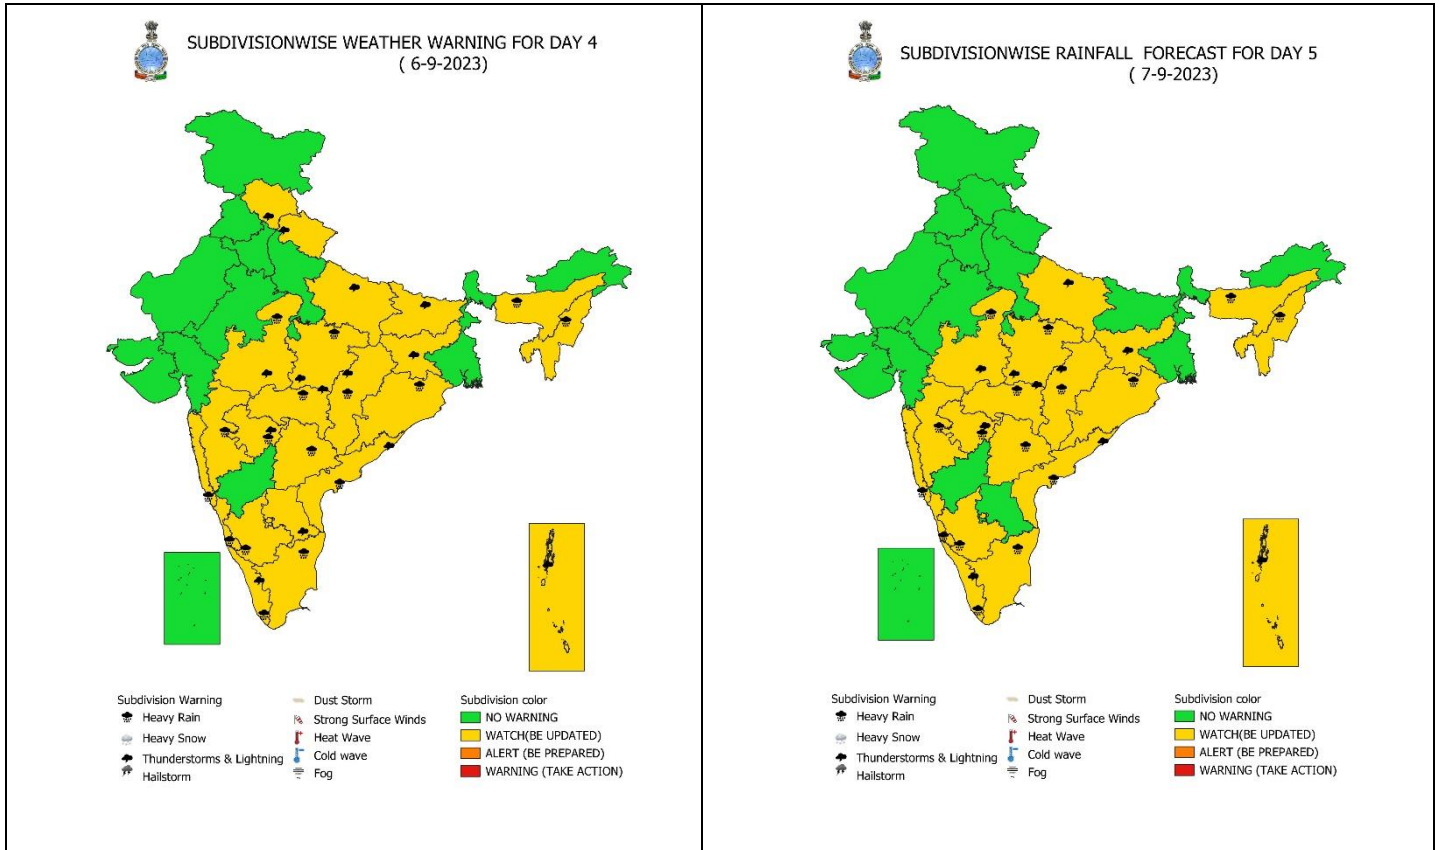 SUBDIVISIONWISE WEATHER WARNING FOR DAY 4
( 6-9-2023)
Subdivision Warning
Heavy Rain
Heavy Snow
Thunderstorms & Lightning
Hailstorm
Dust Storm
Strong Surface Winds
Heat Wave
Cold wave
Fog
Subdivision color
NO WARNING
WATCH(BE UPDATED)
ALERT (BE PREPARED)
WARNING (TAKE ACTION)
SUBDIVISIONWISE RAINFALL FORECAST FOR DAY 5
( 7-9-2023)
Subdivision Warning
Heavy Rain
Heavy Snow
Thunderstorms & Lightning
Hailstorm
Dust Storm
Strong Surface Winds
Heat Wave
Cold wave
Fog
Subdivision color
NO WARNING
WATCH(BE UPDATED)
ALERT (BE PREPARED)
WARNING (TAKE ACTION)